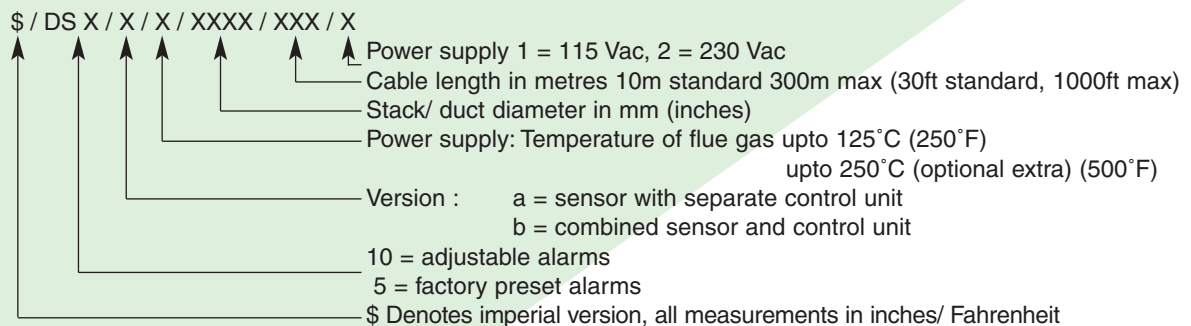 $ / DS X / X / X / XXXX / XXX / X
Power supply 1 = 115 Vac, 2 = 230 Vac
Cable length in metres 10m standard 300m max (30ft standard, 1000ft max)
Stack/ duct diameter in mm (inches)
Power supply: Temperature of flue gas upto 125˚C (250˚F)
upto 250˚C (optional extra) (500˚F)
Version : a = sensor with separate control unit
b = combined sensor and control unit
10 = adjustable alarms
5 = factory preset alarms
$ Denotes imperial version, all measurements in inches/ Fahrenheit